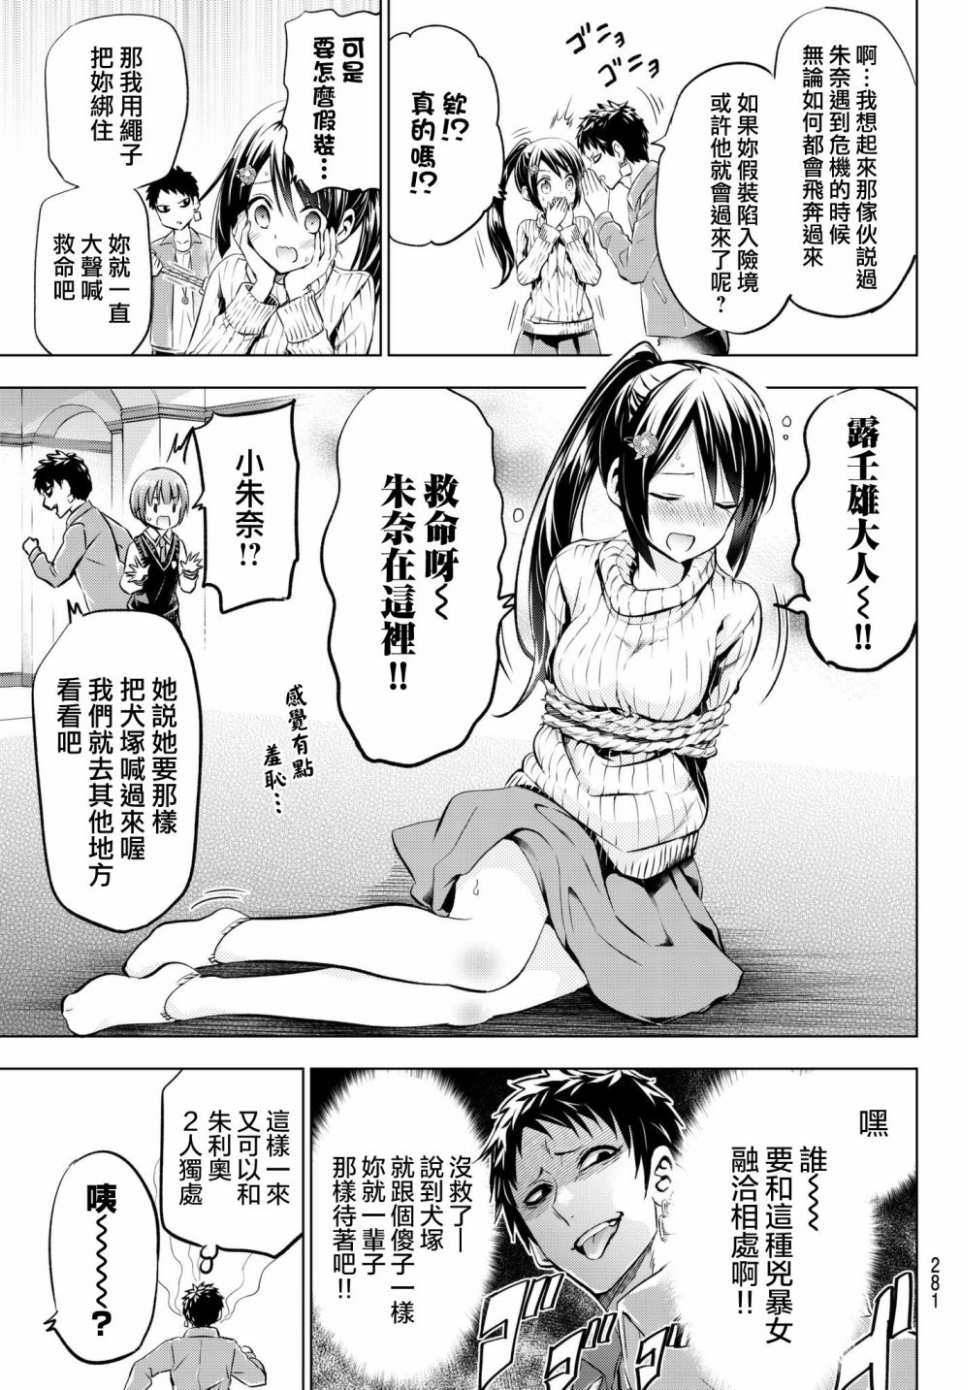 啊…我想起來那傢伙說過
朱奈遇到危機的時候
無論如何都會飛奔過來
如果妳假裝陷入險境
或許他就會過來了呢?
ゴニョ
ゴニョ
欸!?
真的嗎!?
可是
要怎麼假裝…
那我用繩子
把妳綁住
妳就一直
大聲喊
救命吧
露壬雄大人〜!!
救命呀〜
朱奈在這裡!!
感覺有點
羞恥…
小朱奈!?
她說她要那樣
把犬塚喊過來喔
我們就去其他地方
看看吧
嘿
誰〜
要和這種兇暴女
融洽相處啊!!
沒救了—
說到犬塚
就跟個傻子一樣
妳就一輩子
那樣待著吧!!
這樣一來
又可以和
朱利奧
2人獨處
咦〜?
281